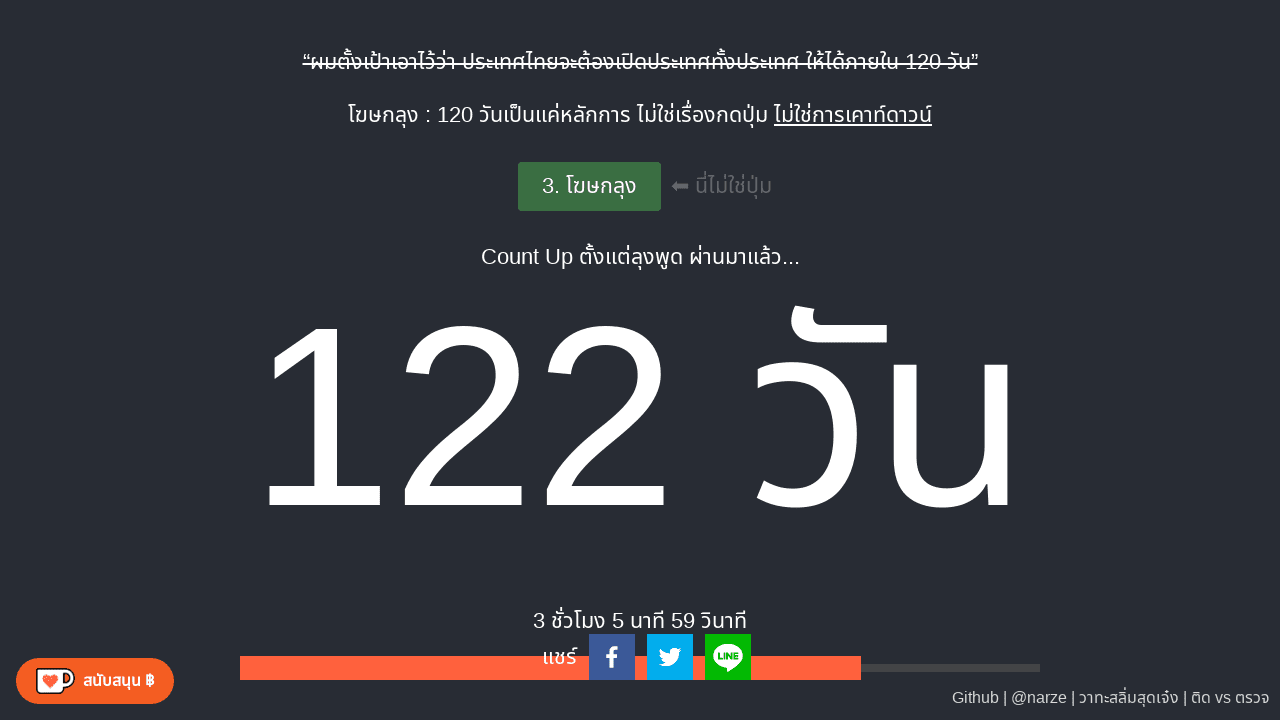 “ผมตั้งเป้าเอาไว้ว่า ประเทศไทยจะต้องเปิดประเทศทั้งประเทศ ให้ได้ภายใน 120 วัน”
โฆษกลุง : 120 วันเป็นแค่หลักการ ไม่ใช่เรื่องกดปุ่ม ไม่ใช่การเคาท์ดาวน์
3. โฆษกลุง ⬅ นี่ไม่ใช่ปุ่ม
Count Up ตั้งแต่ลุงพูด ผ่านมาแล้ว...
122 วัน
3 ชั่วโมง 5 นาที 59 วินาที
แชร์ LINE
สนับสนุน ฿
Github | @narze | วาทะสลิ่มสุดเจ๋ง | ติด vs ตรวจ